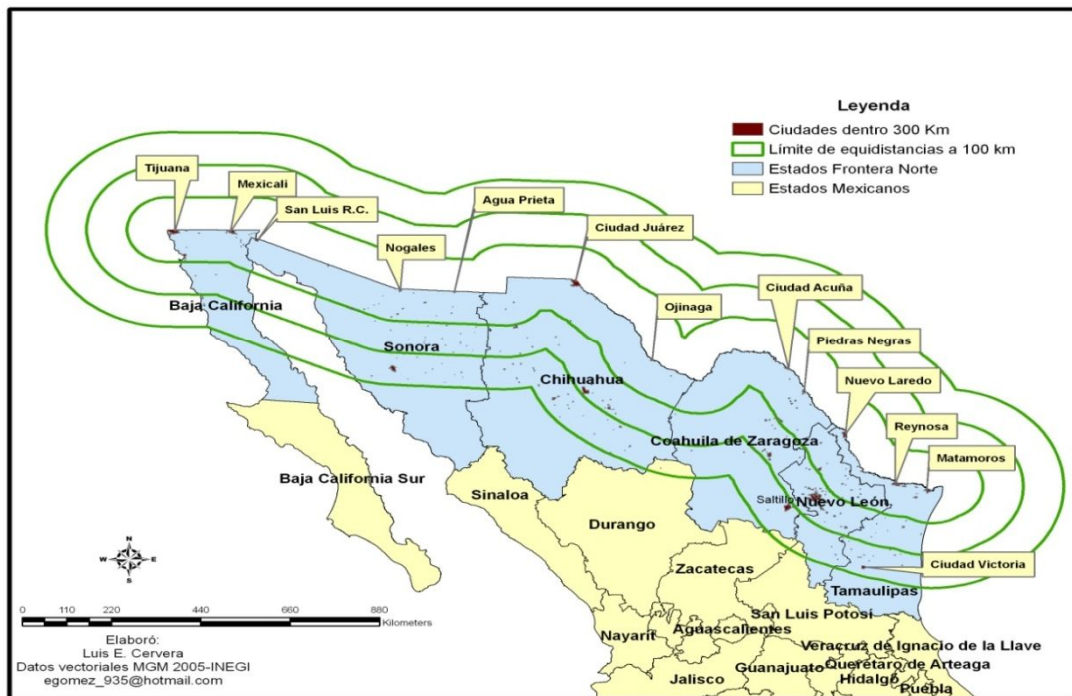 Leyenda
Ciudades dentro 300 Km
Límite de equidistancias a 100 km
Estados Frontera Norte
Estados Mexicanos
Tijuana
Mexicali
San Luis R.C.
Agua Prieta
Nogales
Ciudad Juárez
Ojinaga
Ciudad Acuña
Piedras Negras
Nuevo Laredo
Reynosa
Matamoros
Baja California
Sonora
Chihuahua
Coahuila de Zaragoza
Baja California Sur
Sinaloa
Saltillo
Nuevo León
Durango
Ciudad Victoria
Zacatecas
Tamaulipas
San Luis Potosí
Nayarit
Aguascalientes
Veracruz de Ignacio de la Llave
Guanajuato
Querétaro de Arteaga
Jalisco
Hidalgo
Puebla
N
W E
S
0 110 220 440 660 880
Kilometers
Elaboró:
Luis E. Cervera
Datos vectoriales MGM 2005-INEGI
egomez_935@hotmail.com